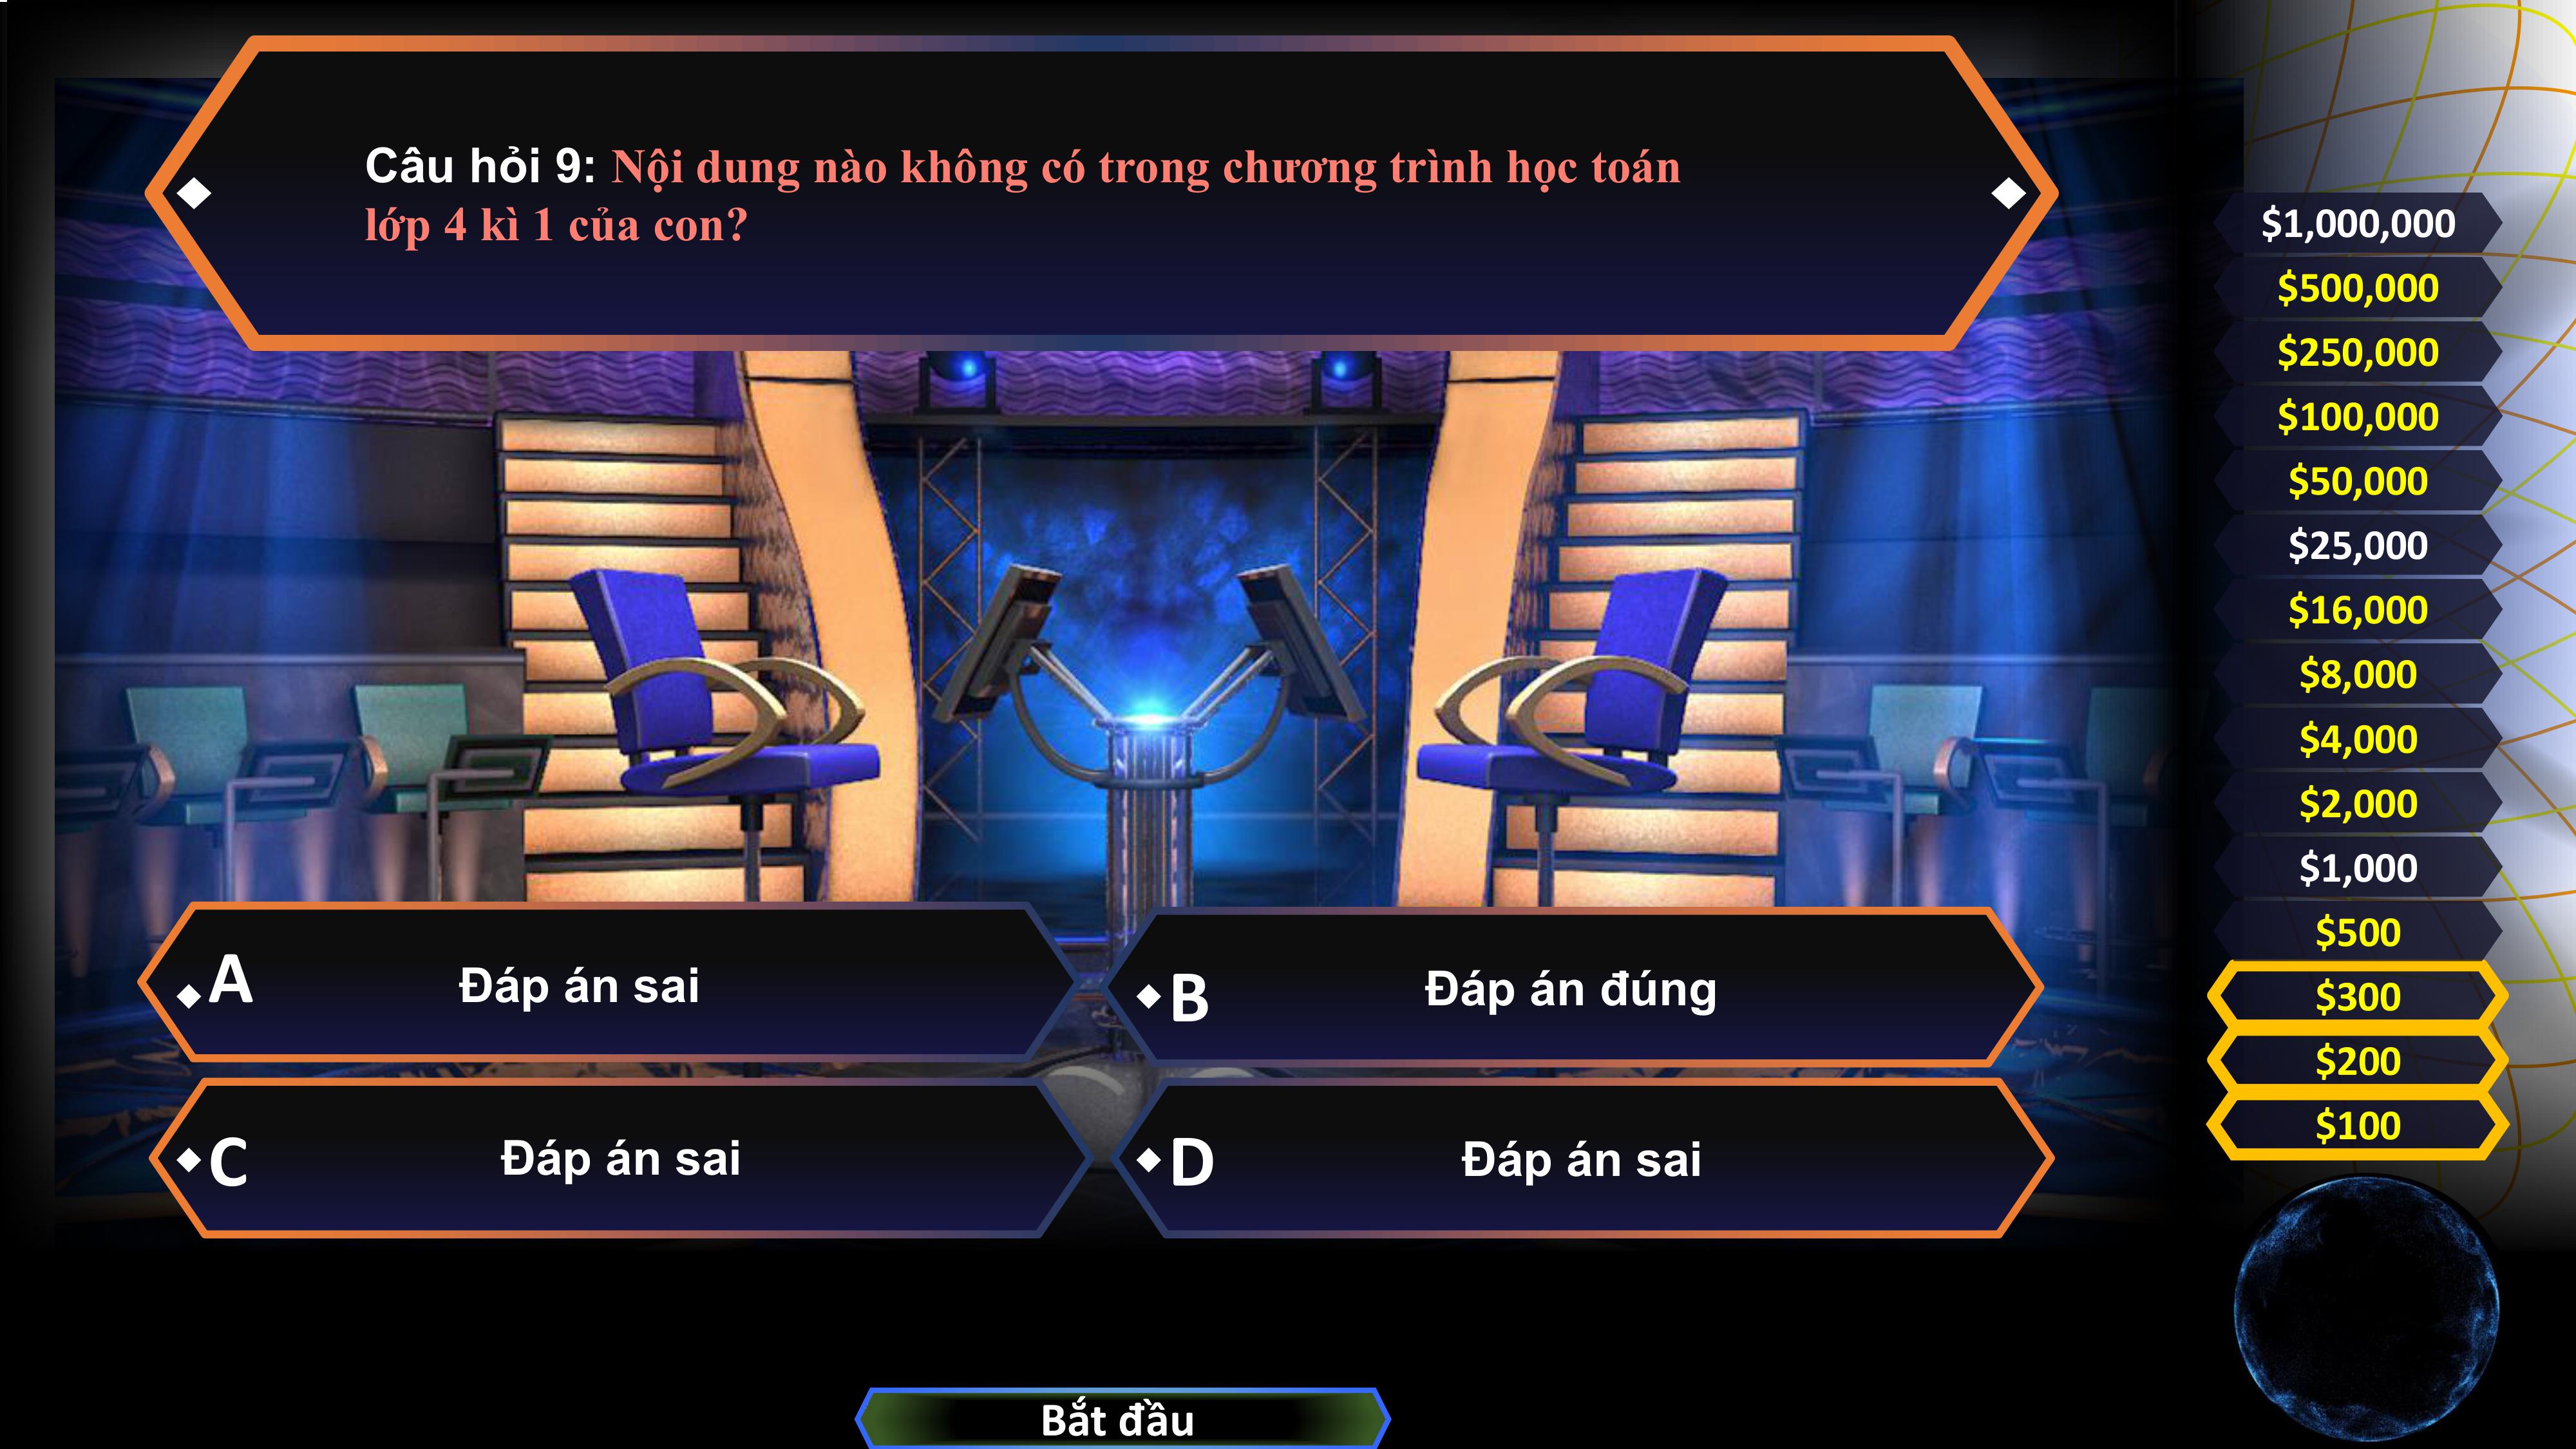 Câu hỏi 9: Nội dung nào không có trong chương trình học toán
lớp 4 kì 1 của con?
$1,000,000
$500,000
$250,000
$100,000
$50,000
$25,000
$16,000
$8,000
$4,000
$2,000
$1,000
$500
$300
$200
$100
A Đáp án sai
B Đáp án đúng
C Đáp án sai
D Đáp án sai
Bắt đầu